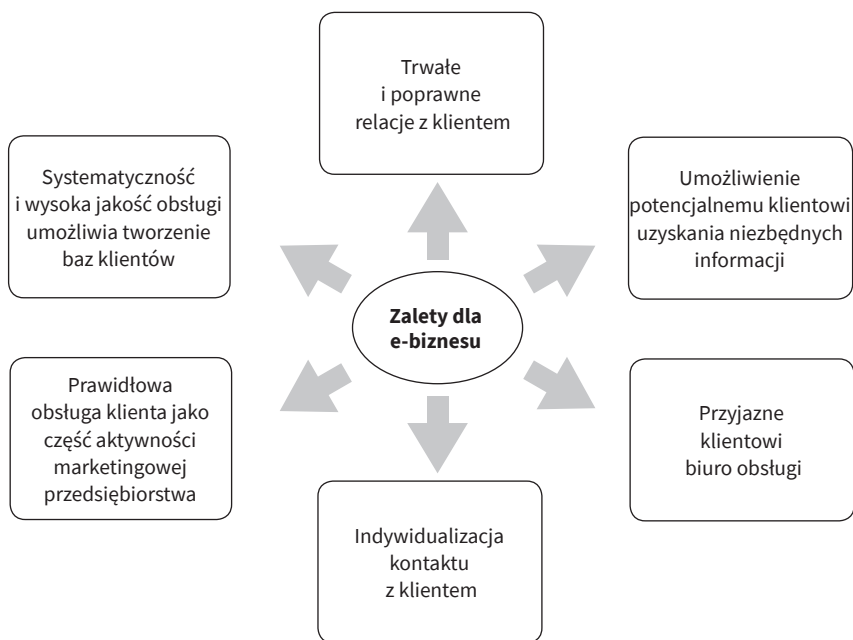 Trwałe
i poprawne
relacje z klientem
Systematyczność
i wysoka jakość obsługi
umożliwia tworzenie
baz klientów
Umożliwienie
potencjalnemu klientowi
uzyskania niezbędnych
informacji
Zalety dla
e-biznesu
Prawidłowa
obsługa klienta jako
część aktywności
marketingowej
przedsiębiorstwa
Przyjazne
klientowi
biuro obsługi
Indywidualizacja
kontaktu
z klientem